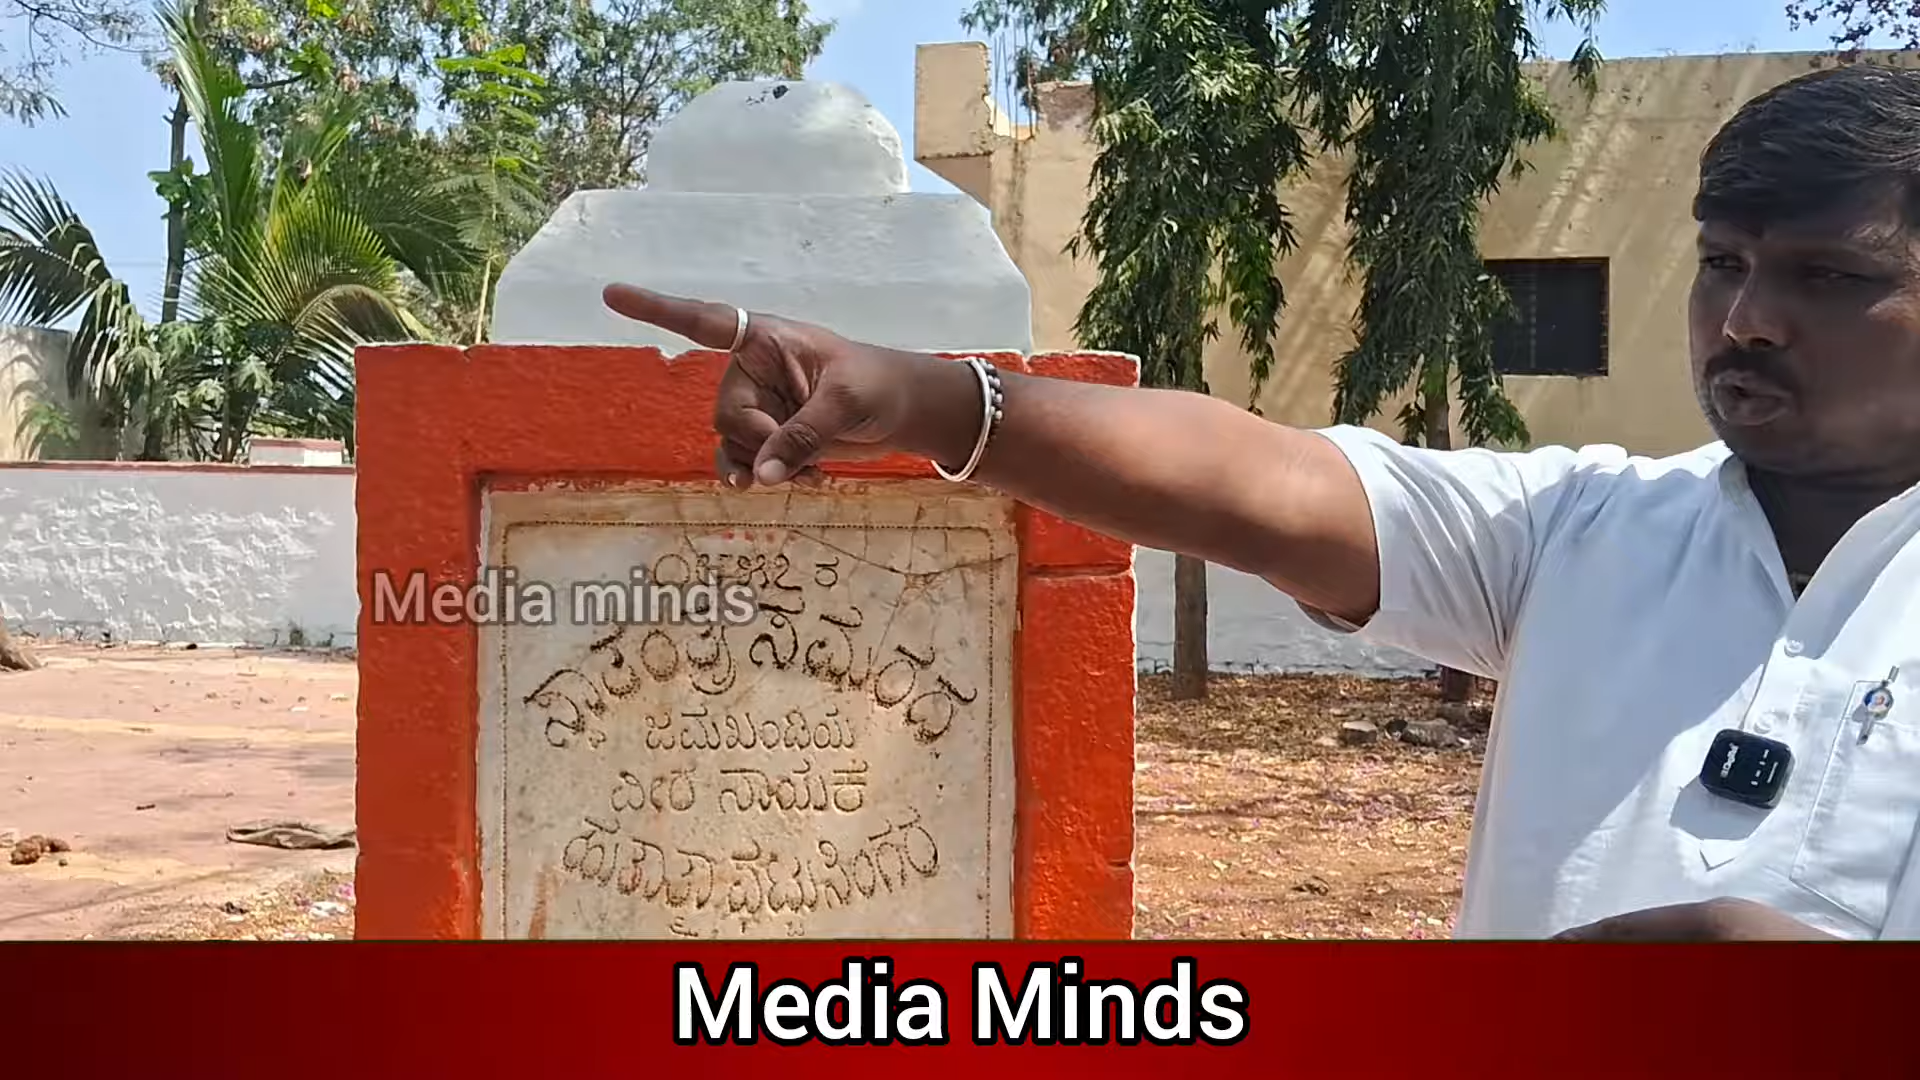 Media minds
ಸ್ವಾತಂತ್ರ್ಯ ಸಮರದ
ಜಮಖಂಡಿಯ
ವೀರ ನಾಯಕ
ಹುತಾತ್ಮಾ
Media Minds